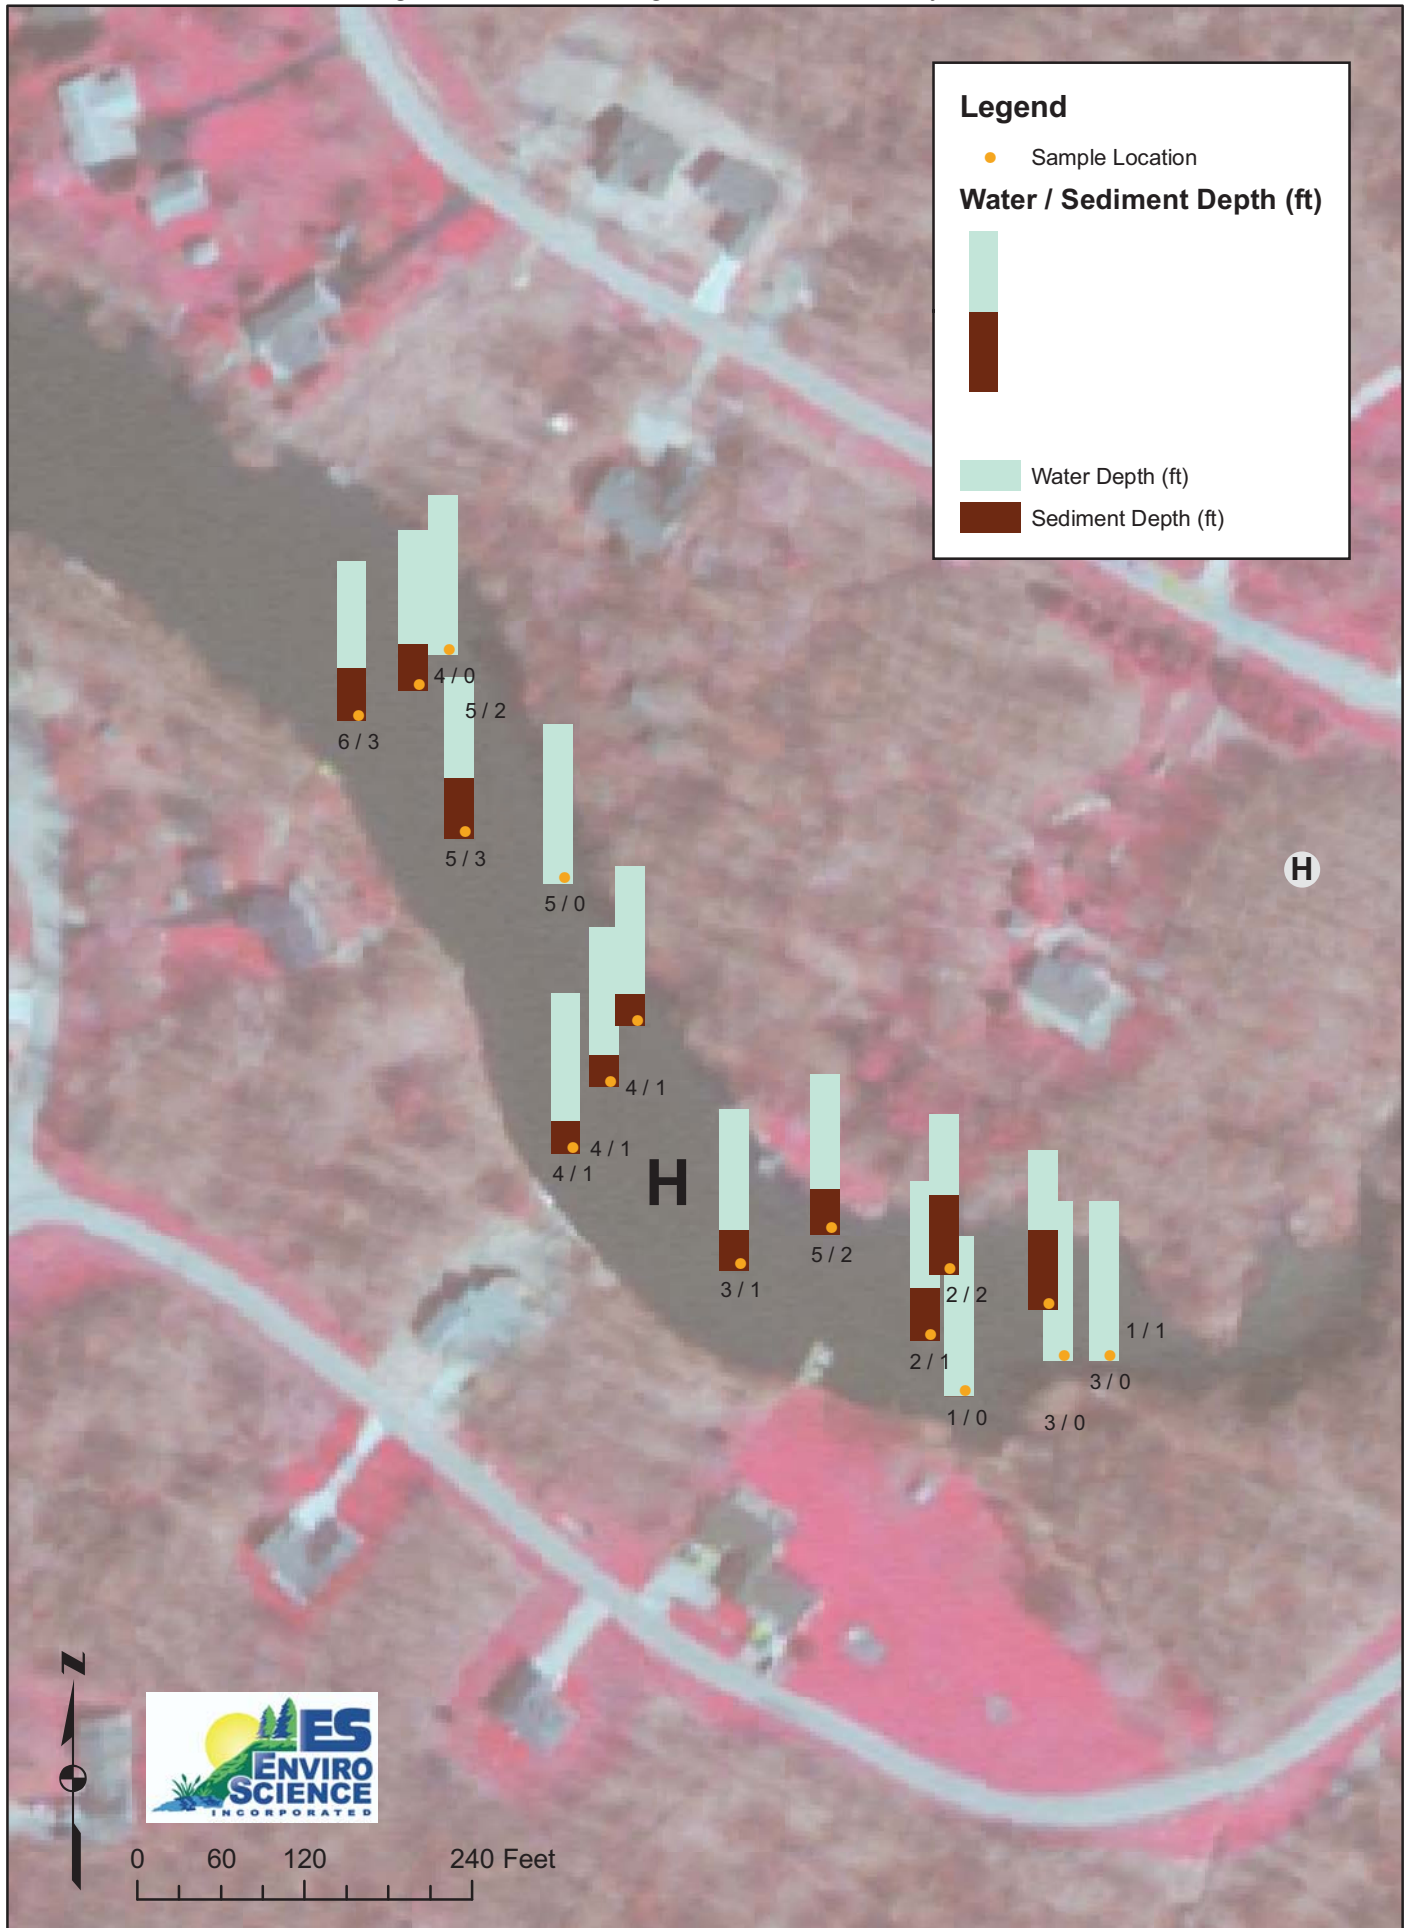 Legend
Sample Location
Water / Sediment Depth (ft)
Water Depth (ft)
Sediment Depth (ft)
4 / 0
5 / 2
6 / 3
5 / 3
5 / 0
H
4 / 1
4 / 1
4 / 1
H
5 / 2
3 / 1
2 / 2
1 / 1
2 / 1
3 / 0
1 / 0
3 / 0
N
ES
ENVIRO
SCIENCE
INCORPORATED
0 60 120 240 Feet